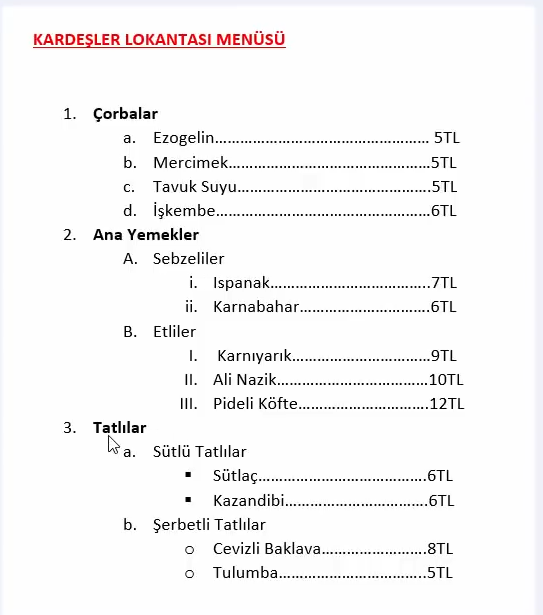 KARDEŞLER LOKANTASI MENÜSÜ
1. Çorbalar
a. Ezogelin................................................... 5TL
b. Mercimek................................................5TL
c. Tavuk Suyu..............................................5TL
d. İşkembe...................................................6TL
2. Ana Yemekler
A. Sebzeliler
i. Ispanak......................................7TL
ii. Karnabahar...............................6TL
B. Etliler
I. Karnıyarık.................................9TL
II. Ali Nazik....................................10TL
III. Pideli Köfte...............................12TL
3. Tatlılar
a. Sütlü Tatlılar
▪ Sütlaç........................................6TL
▪ Kazandibi..................................6TL
b. Şerbetli Tatlılar
o Cevizli Baklava.........................8TL
o Tulumba...................................5TL